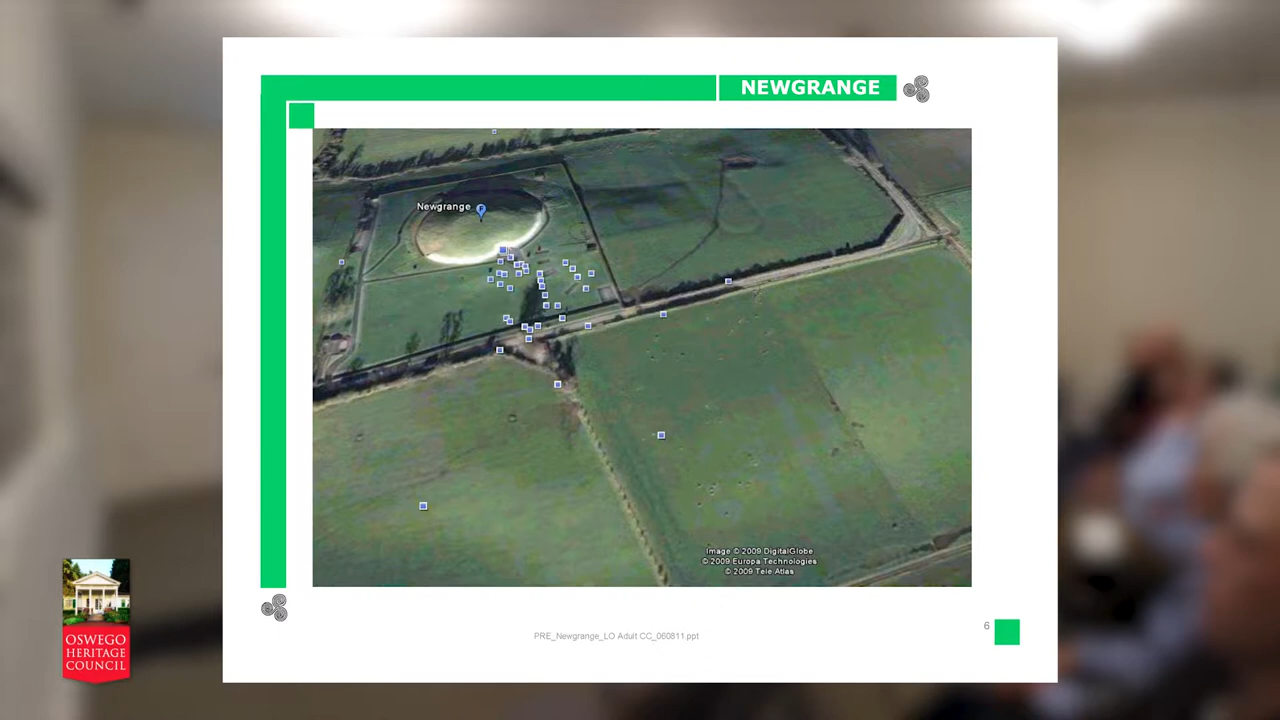 NEWGRANGE
Newgrange
Image © 2009 DigitalGlobe
© 2009 Europa Technologies
© 2009 Tele Atlas
PRE_Newgrange_LO Adult CC_060811.ppt
6
OSWEGO
HERITAGE
COUNCIL